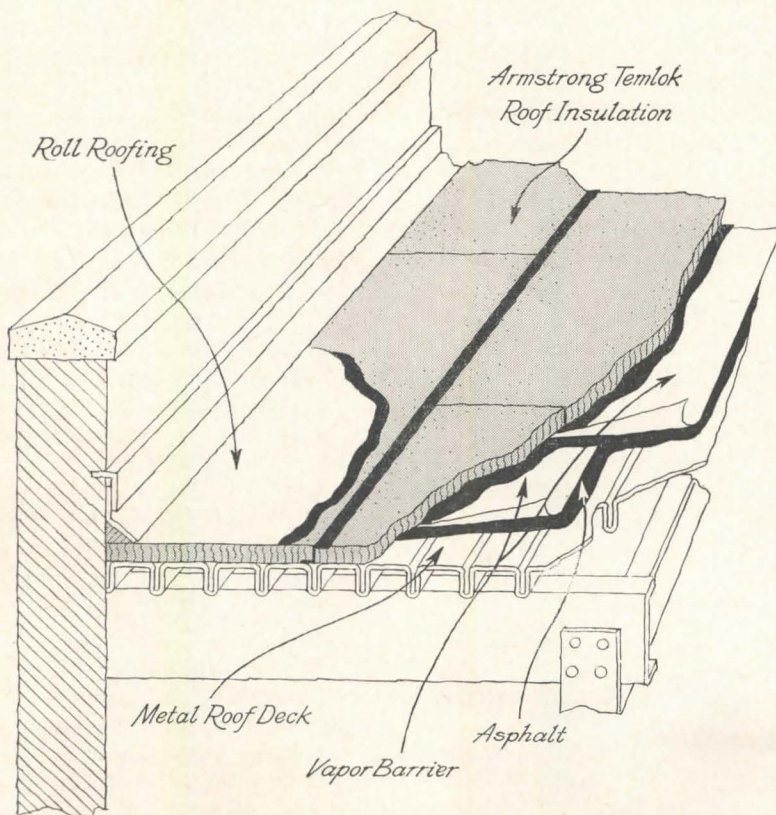 Armstrong Temlok
Roof Insulation
Roll Roofing
Metal Roof Deck
Vapor Barrier
Asphalt